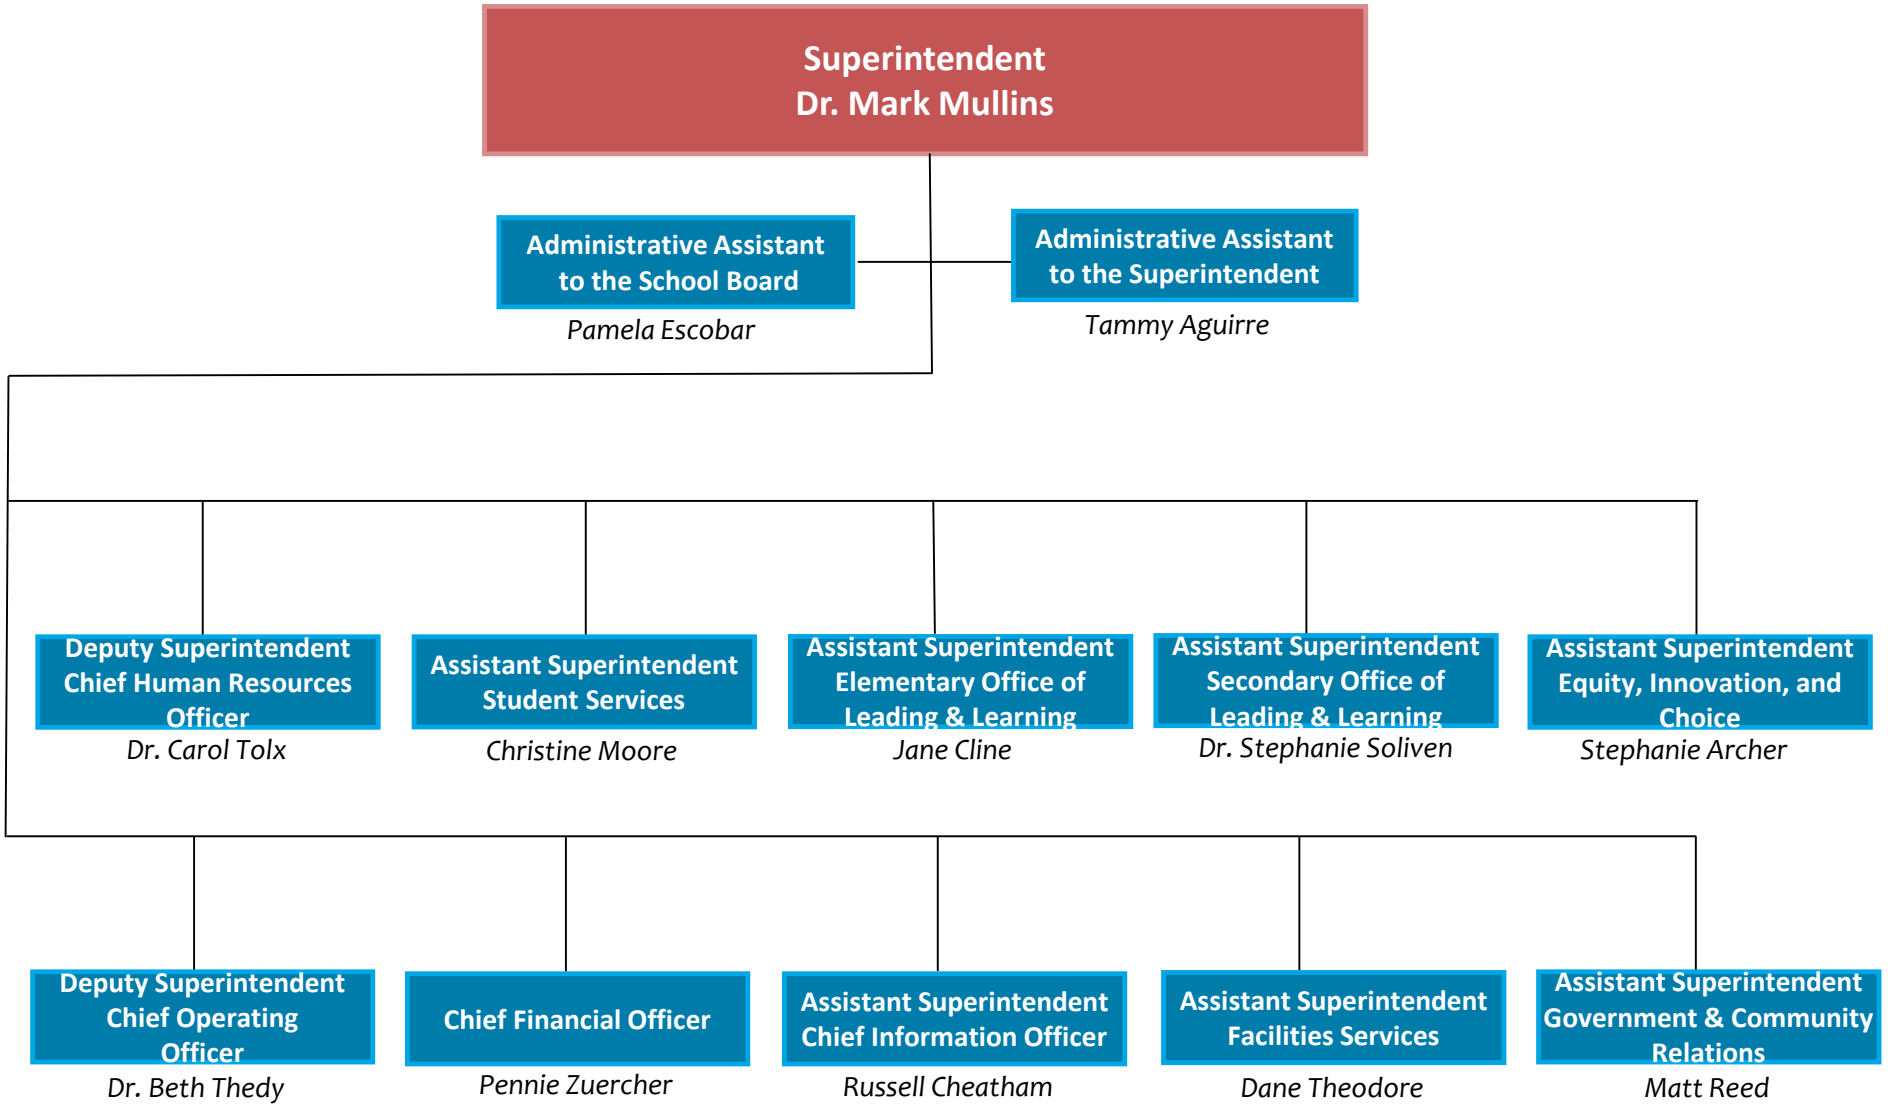 Superintendent
Dr. Mark Mullins
Administrative Assistant
to the School Board
Pamela Escobar
Administrative Assistant
to the Superintendent
Tammy Aguirre
Deputy Superintendent
Chief Human Resources
Officer
Dr. Carol Tolx
Assistant Superintendent
Student Services
Christine Moore
Assistant Superintendent
Elementary Office of
Leading & Learning
Jane Cline
Assistant Superintendent
Secondary Office of
Leading & Learning
Dr. Stephanie Soliven
Assistant Superintendent
Equity, Innovation, and
Choice
Stephanie Archer
Deputy Superintendent
Chief Operating
Officer
Dr. Beth Thedy
Chief Financial Officer
Pennie Zuercher
Assistant Superintendent
Chief Information Officer
Russell Cheatham
Assistant Superintendent
Facilities Services
Dane Theodore
Assistant Superintendent
Government & Community
Relations
Matt Reed